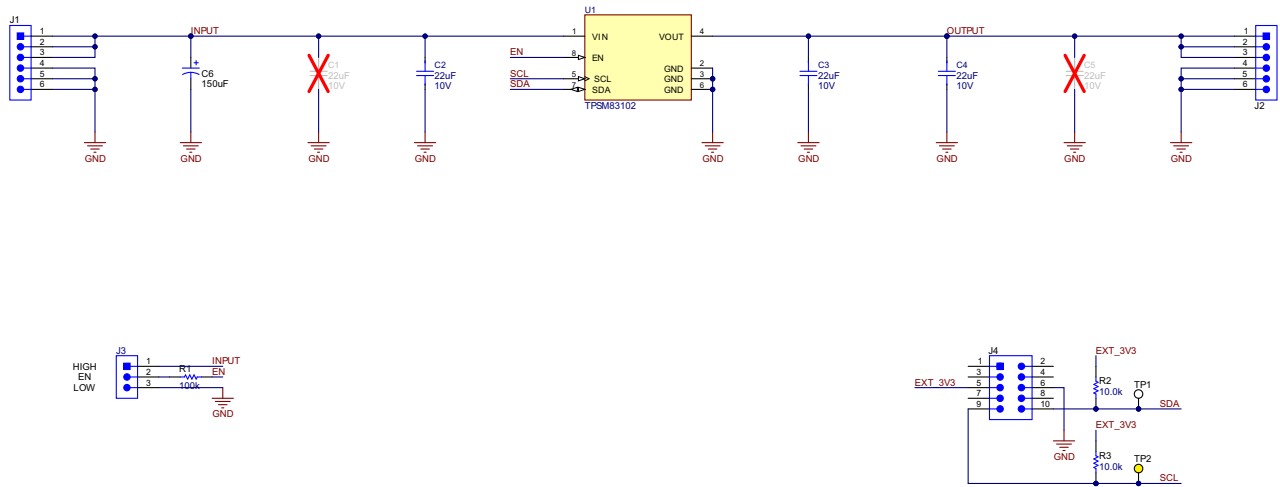 J1
1
2
3
4
5
6
INPUT
C6
150uF
C1
22uF
10V
C2
22uF
10V
U1
EN
SCL
SDA
1
8
5
7
VIN
EN
SCL
SDA
VOUT
GND
GND
GND
4
2
3
6
TPSM83102
C3
22uF
10V
OUTPUT
C4
22uF
10V
C5
22uF
10V
1
2
3
4
5
6
J2
GND
GND
GND
GND
GND
GND
GND
GND
GND
J3
HIGH
EN
LOW
1
2
3
R1
100k
INPUT
EN
GND
J4
1
3
5
7
9
2
4
6
8
10
EXT_3V3
GND
EXT_3V3
R2
10.0k
TP1
SDA
EXT_3V3
R3
10.0k
TP2
SCL